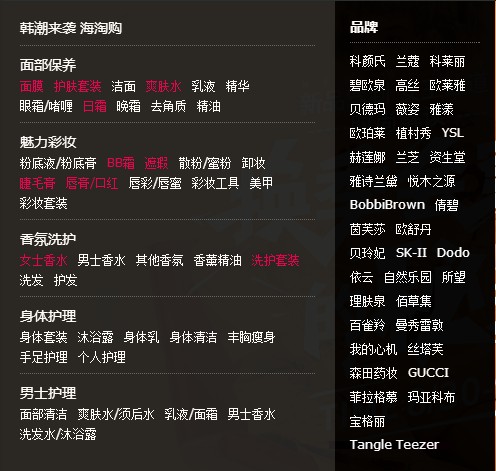 韩潮来袭 海淘购
面部保养
面膜 护肤套装 洁面 爽肤水 乳液 精华
眼霜/啫喱 日霜 晚霜 去角质 精油
魅力彩妆
粉底液/粉底膏 BB霜 遮瑕 散粉/蜜粉 卸妆
睫毛膏 唇膏/口红 唇彩/唇蜜 彩妆工具 美甲
彩妆套装
香氛洗护
女士香水 男士香水 其他香氛 香薰精油 洗护套装
洗发 护发
身体护理
身体套装 沐浴露 身体乳 身体清洁 丰胸瘦身
手足护理 个人护理
男士护理
面部清洁 爽肤水/须后水 乳液/面霜 男士香水
洗发水/沐浴露
品牌
科颜氏 兰蔻 科莱丽
碧欧泉 高丝 欧莱雅
贝德玛 薇姿 雅漾
欧珀莱 植村秀 YSL
赫莲娜 兰芝 资生堂
雅诗兰黛 悦木之源
BobbiBrown 倩碧
茵芙莎 欧舒丹
贝玲妃 SK-II Dodo
依云 自然乐园 所望
理肤泉 佰草集
百雀羚 曼秀雷敦
我的心机 丝塔芙
森田药妆 GUCCI
菲拉格慕 玛亚科布
宝格丽
Tangle Teezer